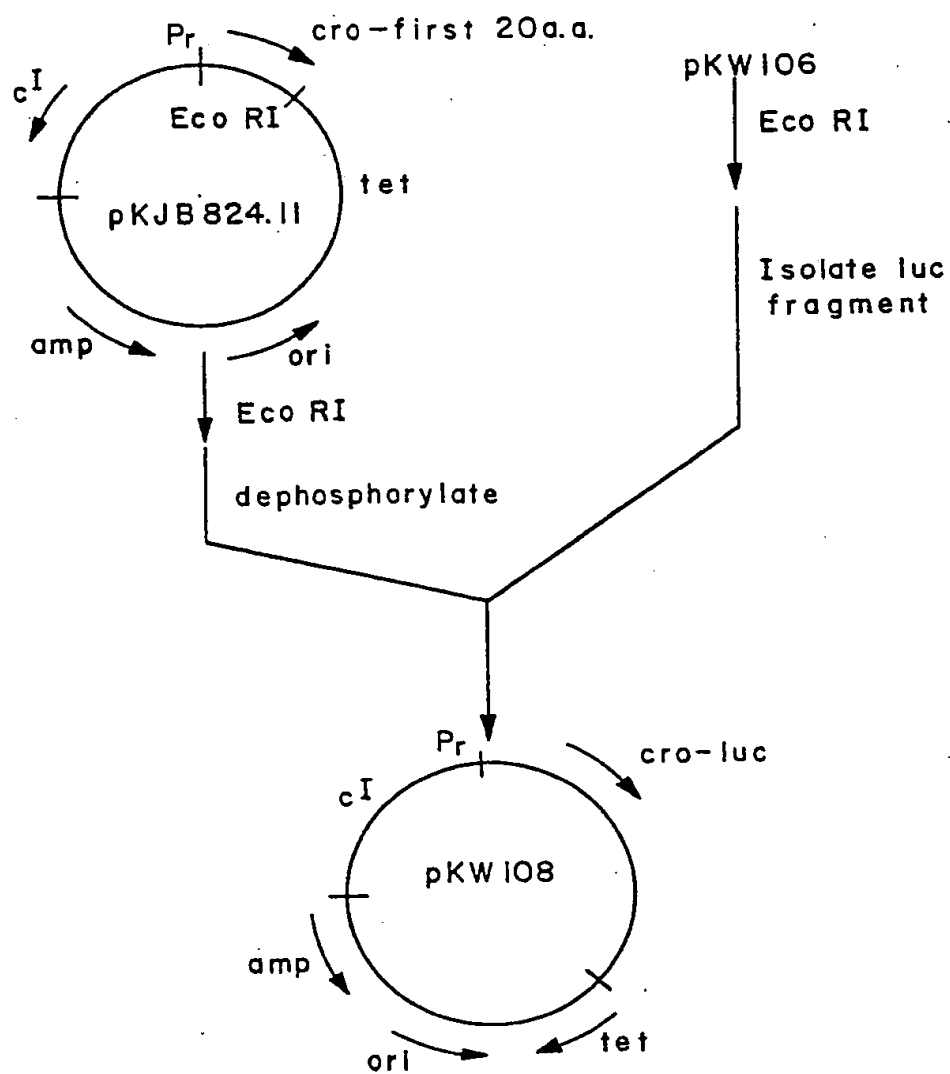 Pr
cro-first 20a.a.
cI
Eco RI
tet
pKJB824.11
amp
ori
pKW106
Eco RI
Isolate luc
fragment
Eco RI
dephosphorylate
Pr
cro-luc
cI
pKW108
amp
ori
tet